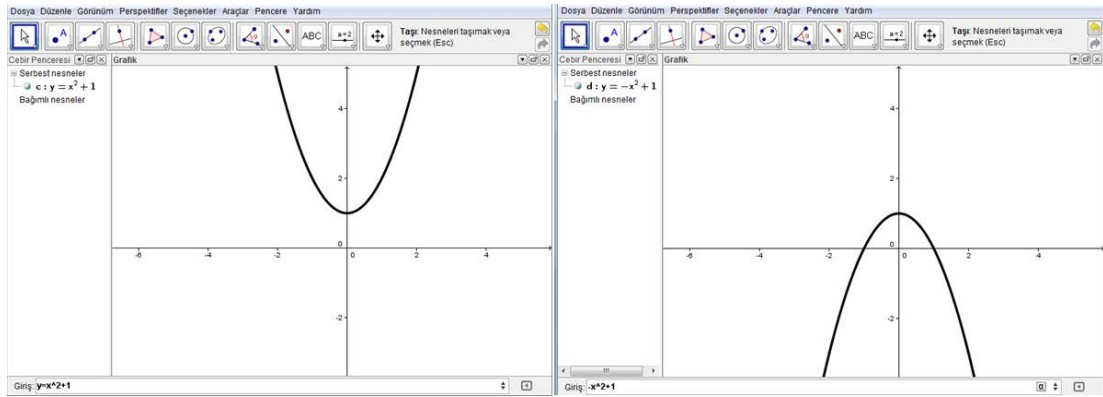 Dosya Düzenle Görünüm Perspektifler Seçenekler Araçlar Pencere Yardım
A
ABC
a=2
Taşı: Nesneleri taşımak veya
seçmek (Esc)
Cebir Penceresi
Grafik
Serbest nesneler
c : y = x² + 1
Bağımlı nesneler
4
2
0
-6 -4 -2 0 2 4
-2
Giriş: y=x^2+1
Dosya Düzenle Görünüm Perspektifler Seçenekler Araçlar Pencere Yardım
A
ABC
a=2
Taşı: Nesneleri taşımak veya
seçmek (Esc)
Cebir Penceresi
Grafik
Serbest nesneler
d : y = −x² + 1
Bağımlı nesneler
4
2
0
-6 -4 -2 0 2 4
-2
Giriş: -x^2+1
α